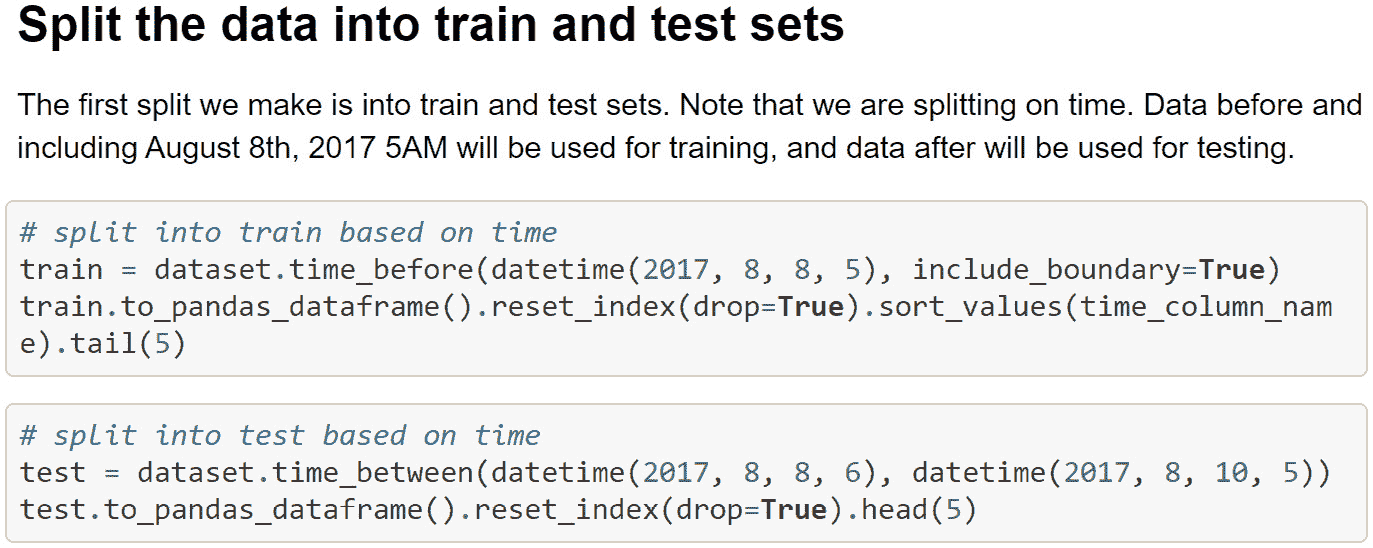 Split the data into train and test sets
The first split we make is into train and test sets. Note that we are splitting on time. Data before and
including August 8th, 2017 5AM will be used for training, and data after will be used for testing.
# split into train based on time
train = dataset.time_before(datetime(2017, 8, 8, 5), include_boundary=True)
train.to_pandas_dataframe().reset_index(drop=True).sort_values(time_column_nam
e).tail(5)
# split into test based on time
test = dataset.time_between(datetime(2017, 8, 8, 6), datetime(2017, 8, 10, 5))
test.to_pandas_dataframe().reset_index(drop=True).head(5)